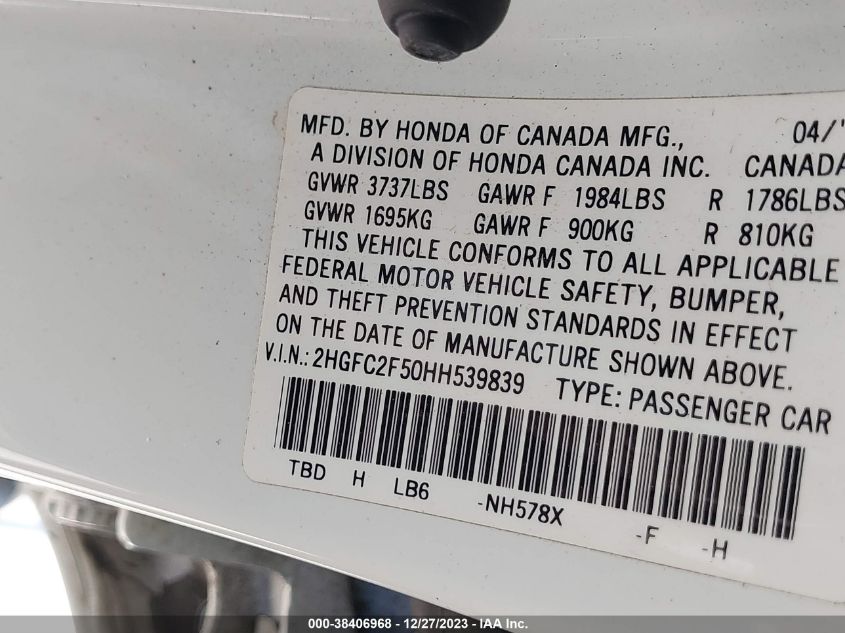 MFD. BY HONDA OF CANADA MFG., 04/'
A DIVISION OF HONDA CANADA INC. CANADA
GVWR 3737LBS GAWR F 1984LBS R 1786LBS
GVWR 1695KG GAWR F 900KG R 810KG
THIS VEHICLE CONFORMS TO ALL APPLICABLE
FEDERAL MOTOR VEHICLE SAFETY, BUMPER,
AND THEFT PREVENTION STANDARDS IN EFFECT
ON THE DATE OF MANUFACTURE SHOWN ABOVE.
V.I.N.: 2HGFC2F50HH539839 TYPE: PASSENGER CAR
TBD H LB6 -NH578X -F -H
000-38406968 - 12/27/2023 - IAA Inc.